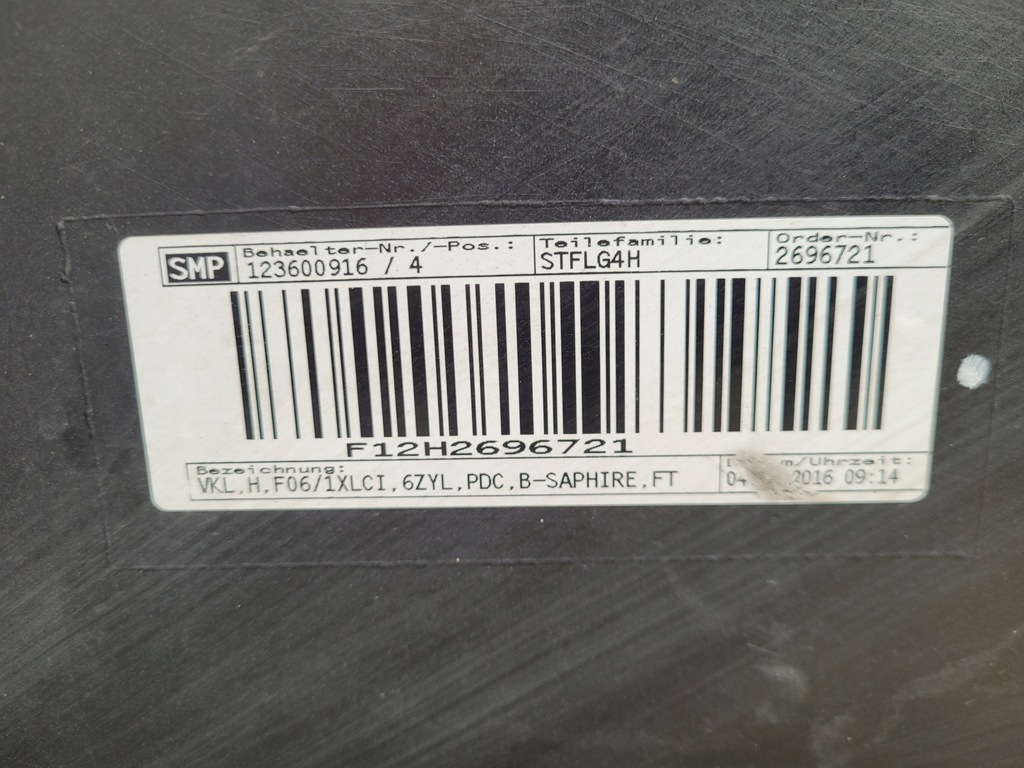 SMP
Behaelter-Nr./-Pos.: Teilefamilie: Order-Nr.:
123600916 / 4 STFLG4H 2696721
F12H2696721
Bezeichnung: /Uhrzeit:
VKL,H,F06/1XLCI,6ZYL,PDC,B-SAPHIRE,FT 04 2016 09:14